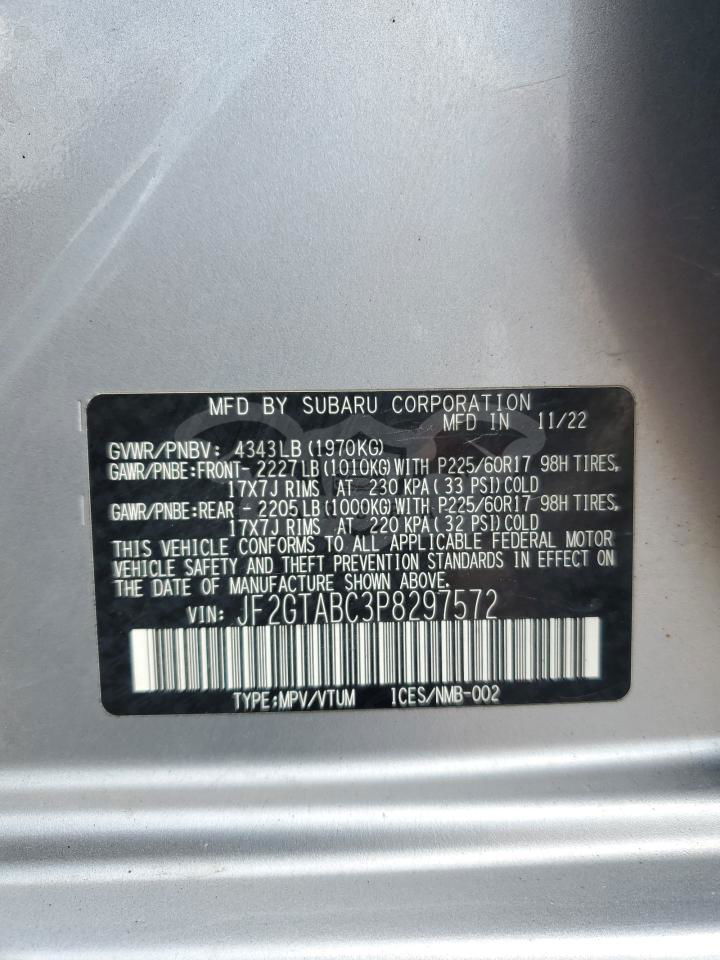 MFD BY SUBARU CORPORATION
MFD IN 11/22
GVWR/PNBV: 4343LB(1970KG)
GAWR/PNBE:FRONT- 2227LB(1010KG)WITH P225/60R17 98H TIRES,
17X7J RIMS AT 230 KPA(33 PSI)COLD
GAWR/PNBE:REAR - 2205LB(1000KG)WITH P225/60R17 98H TIRES,
17X7J RIMS AT 220 KPA(32 PSI)COLD
THIS VEHICLE CONFORMS TO ALL APPLICABLE FEDERAL MOTOR
VEHICLE SAFETY AND THEFT PREVENTION STANDARDS IN EFFECT ON
THE DATE OF MANUFACTURE SHOWN ABOVE.
VIN: JF2GTABC3P8297572
TYPE:MPV/VTUM ICES/NMB-002